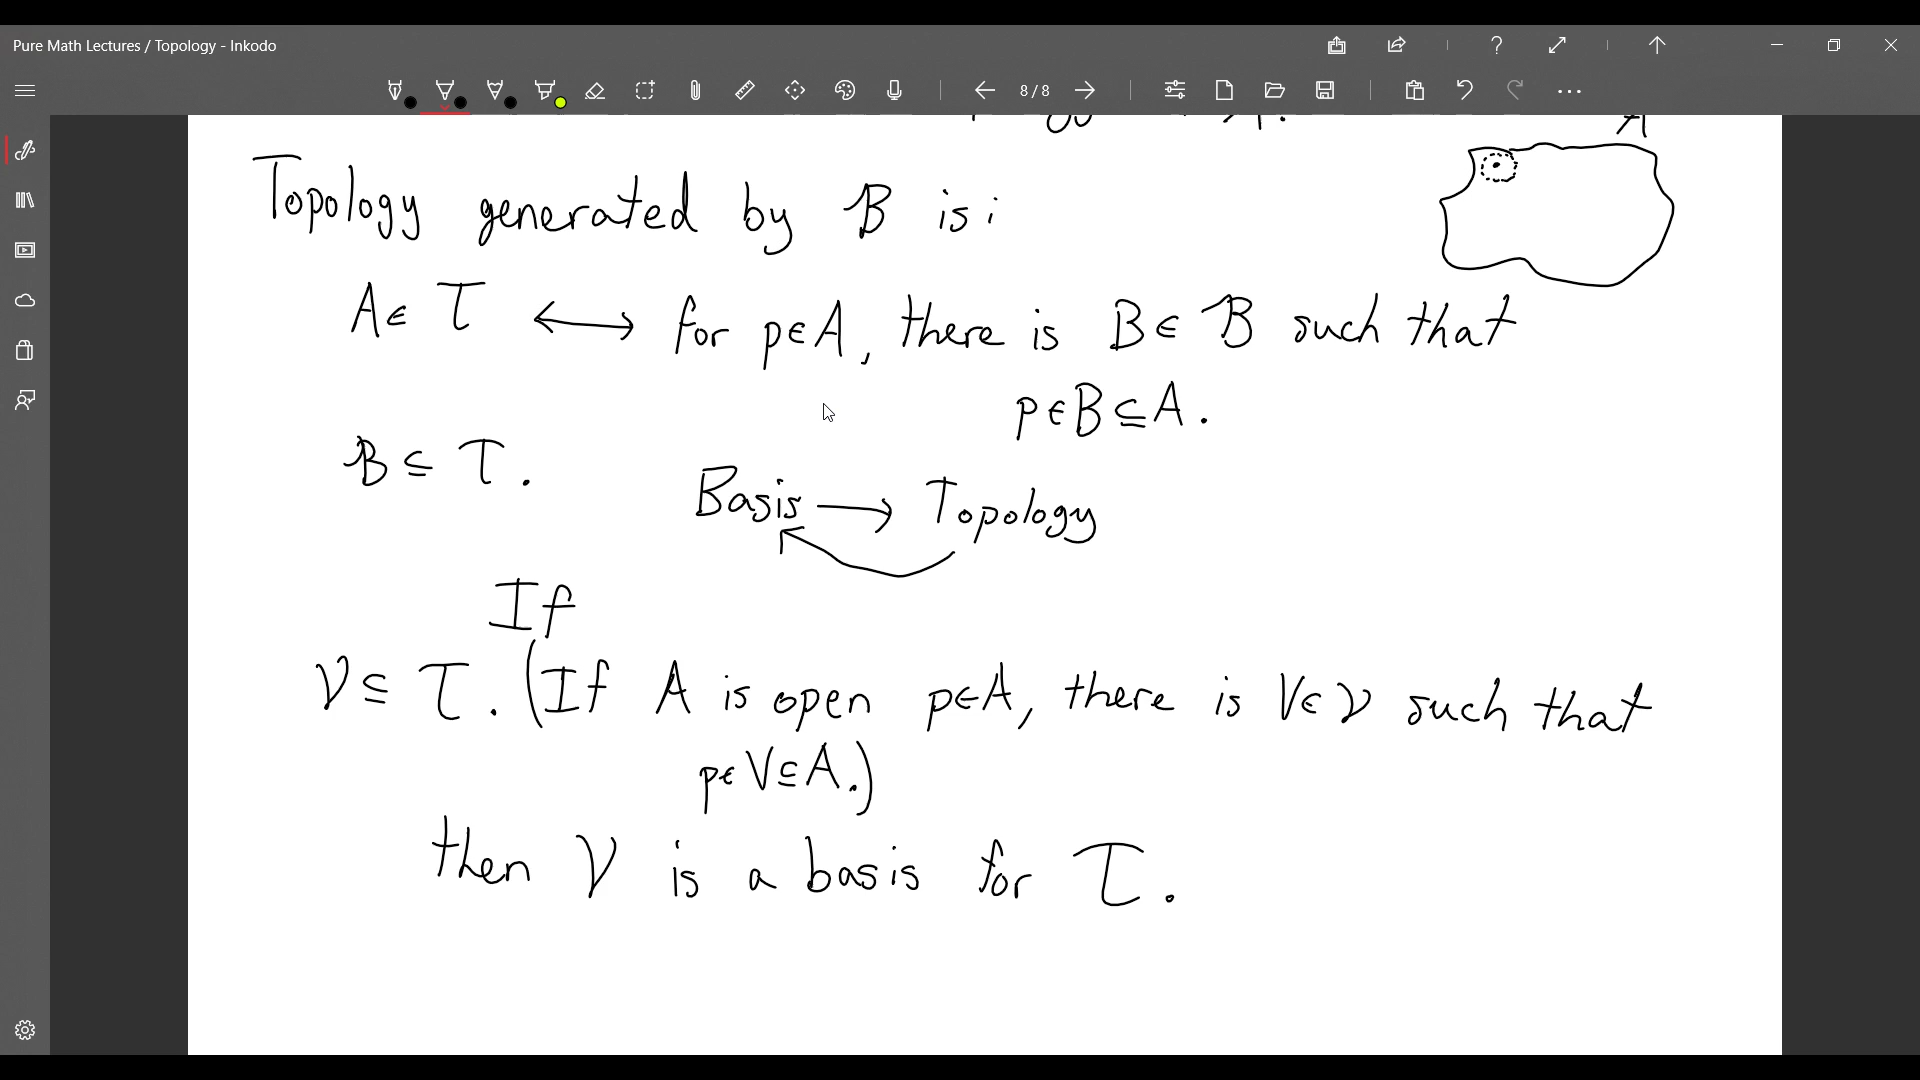 Pure Math Lectures / Topology - Inkodo
8 / 8
A
Topology generated by ℬ is:
A ∈ τ ⟷ for p∈A, there is B ∈ ℬ such that
p ∈ B ⊆ A.
ℬ ⊆ τ.
Basis → Topology
If
𝒱 ⊆ τ. (If A is open p∈A, there is V∈𝒱 such that
p∈ V⊆A.)
then 𝒱 is a basis for τ.